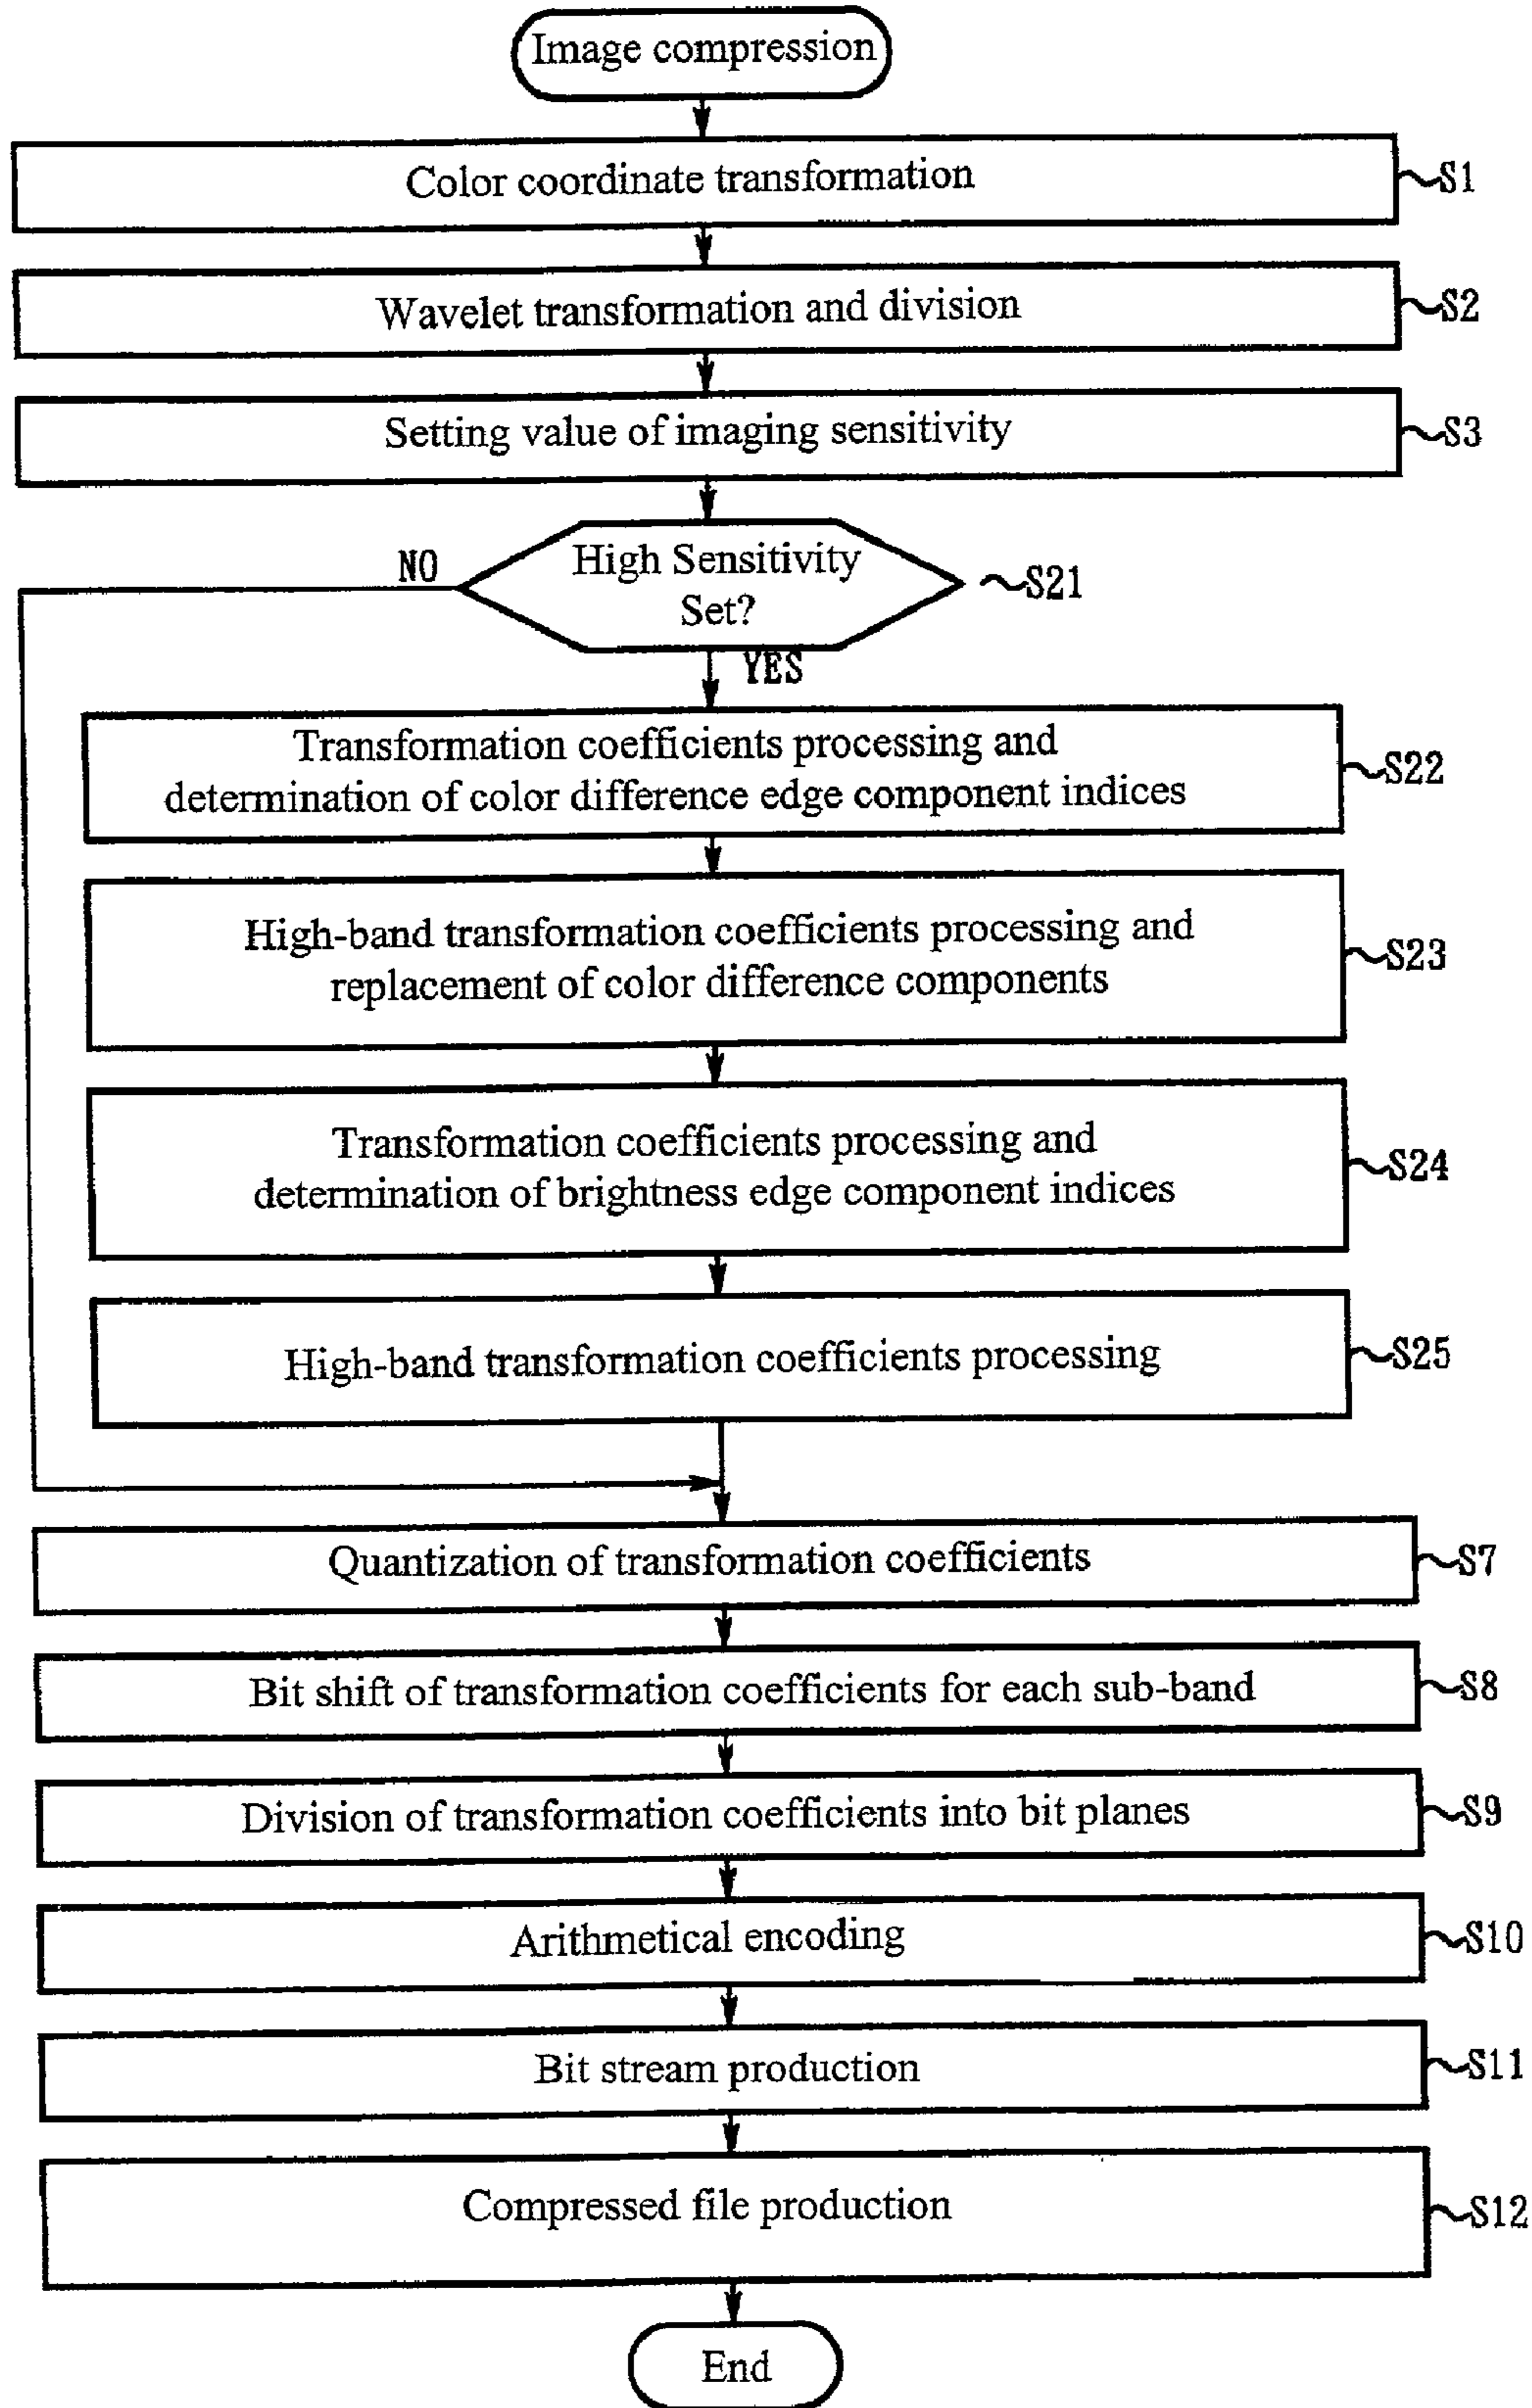 Image compression
Color coordinate transformation
S1
Wavelet transformation and division
S2
Setting value of imaging sensitivity
S3
NO
High Sensitivity
Set?
S21
YES
Transformation coefficients processing and
determination of color difference edge component indices
S22
High-band transformation coefficients processing and
replacement of color difference components
S23
Transformation coefficients processing and
determination of brightness edge component indices
S24
High-band transformation coefficients processing
S25
Quantization of transformation coefficients
S7
Bit shift of transformation coefficients for each sub-band
S8
Division of transformation coefficients into bit planes
S9
Arithmetical encoding
S10
Bit stream production
S11
Compressed file production
S12
End